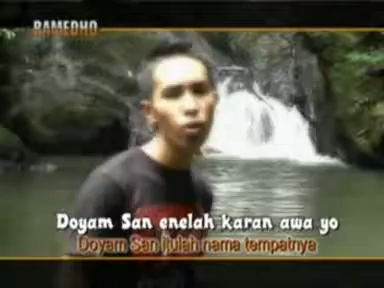 RAMEDHO
Doyam San enelah karan awa yo
Doyam San itulah nama tempatnya